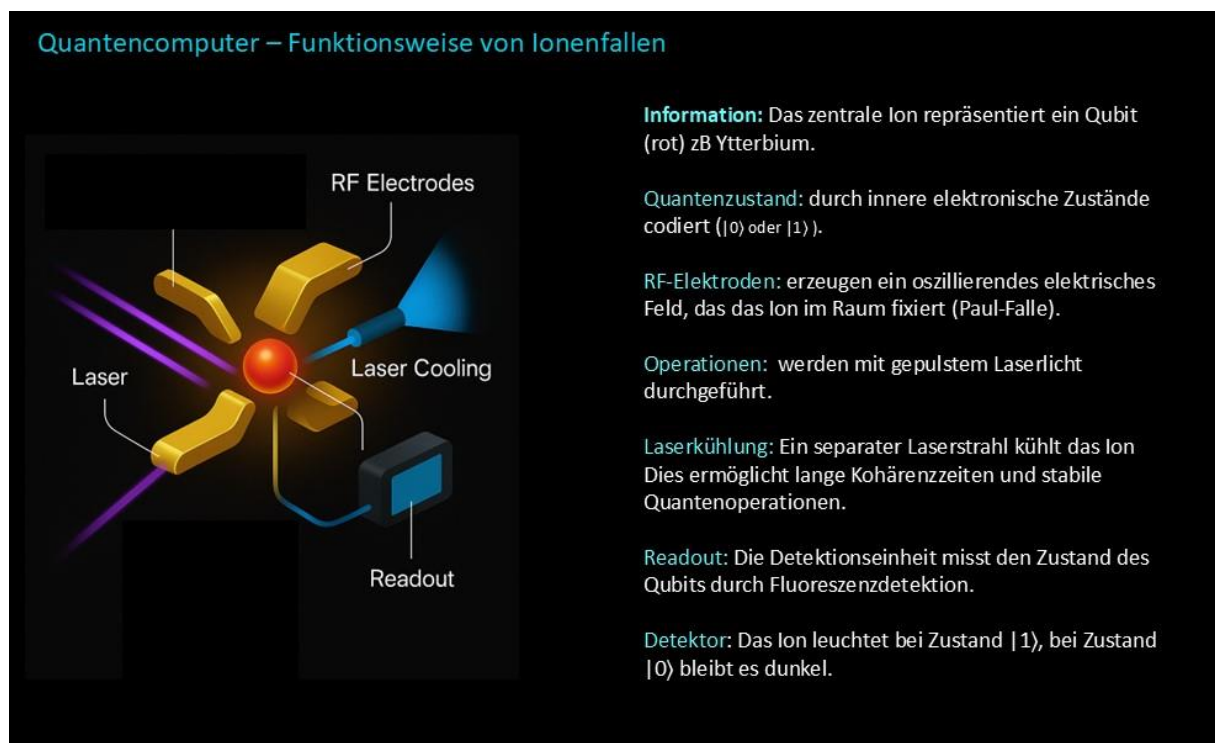 Quantencomputer – Funktionsweise von Ionenfallen
RF Electrodes
Laser Cooling
Laser
Readout
Information: Das zentrale Ion repräsentiert ein Qubit
(rot) zB Ytterbium.
Quantenzustand: durch innere elektronische Zustände
codiert (|0⟩ oder |1⟩ ).
RF-Elektroden: erzeugen ein oszillierendes elektrisches
Feld, das das Ion im Raum fixiert (Paul-Falle).
Operationen:  werden mit gepulstem Laserlicht
durchgeführt.
Laserkühlung: Ein separater Laserstrahl kühlt das Ion
Dies ermöglicht lange Kohärenzzeiten und stabile
Quantenoperationen.
Readout: Die Detektionseinheit misst den Zustand des
Qubits durch Fluoreszenzdetektion.
Detektor: Das Ion leuchtet bei Zustand |1⟩, bei Zustand
|0⟩ bleibt es dunkel.